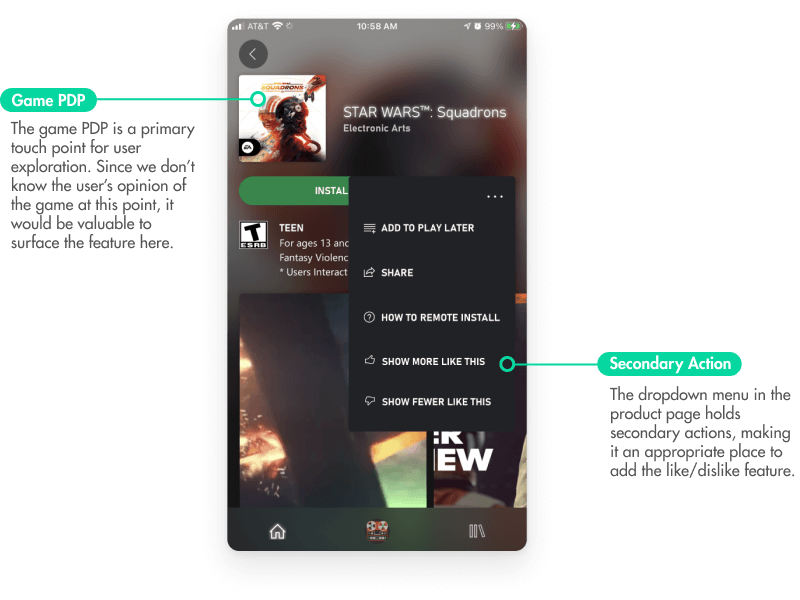 AT&T
10:58 AM
99%
Game PDP
SQUADRONS
The game PDP is a primary
touch point for user
exploration. Since we don’t
know the user’s opinion of
the game at this point, it
would be valuable to
surface the feature here.
EA
STAR WARS™: Squadrons
Electronic Arts
INSTAL
...
T
ESRB
TEEN
For ages 13 and
Fantasy Violenc
* Users Interact
ADD TO PLAY LATER
SHARE
HOW TO REMOTE INSTALL
SHOW MORE LIKE THIS
SHOW FEWER LIKE THIS
Secondary Action
The dropdown menu in the
product page holds
secondary actions, making
it an appropriate place to
add the like/dislike feature.